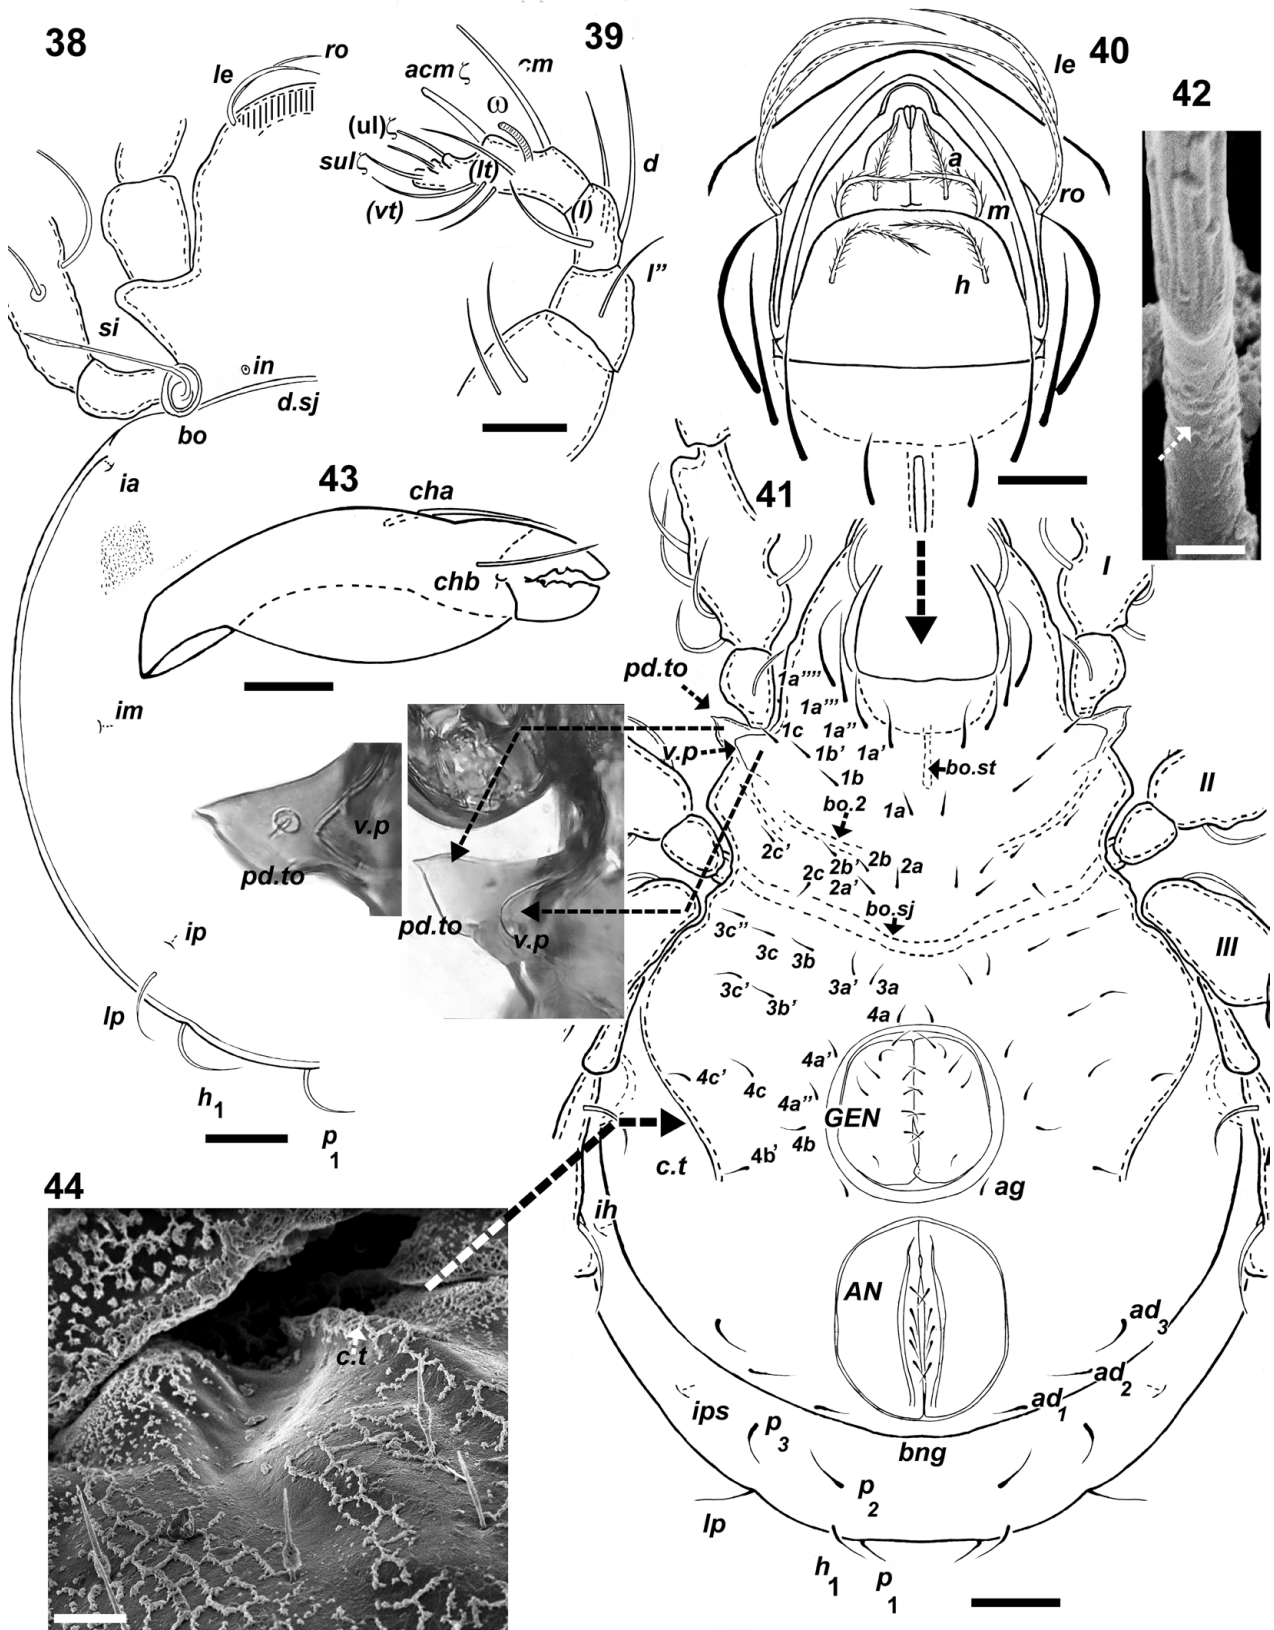 38
ro
le
si
in
d.sj
bo
ia
im
ip
lp
h1
p1
39
acm ζ
cm
ω
(ul)ζ
sul ζ
(lt)
d
(vt)
(l)
l”
40
le
a
ro
m
h
42
43
cha
chb
41
I
pd.to
1a””
1a’”
1c
1a”
v.p
1b’
1a’
bo.st
1b
II
bo.2
1a
2c’
2b’
2b
2a
2c
2a’
bo.sj
3c”
3c
3b
III
3c’
3a’
3a
3b’
4a
4a’
4c’
4c
4a”
GEN
4b’
4b
c.t
ag
ih
AN
ad3
ad2
ips
ad1
p3
bng
p2
lp
h1
p1
v.p
pd.to
pd.to
v.p
44
c.t